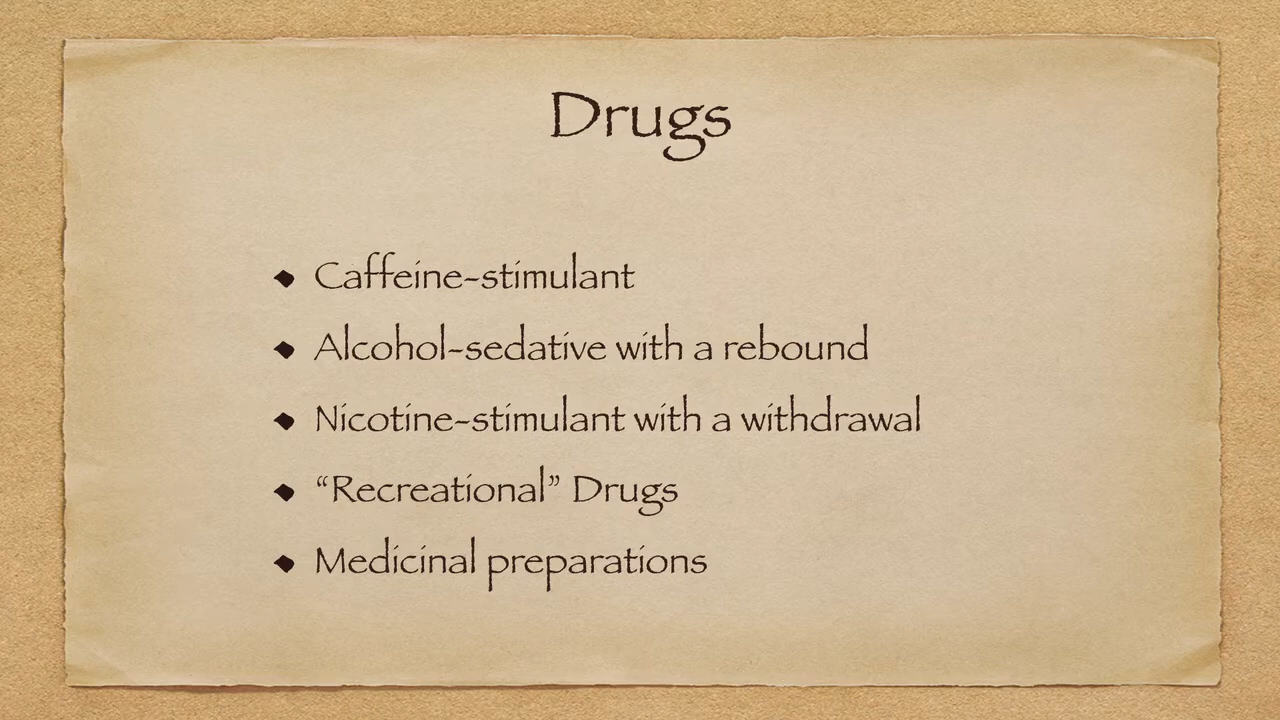 Drugs
Caffeine-stimulant
Alcohol-sedative with a rebound
Nicotine-stimulant with a withdrawal
“Recreational” Drugs
Medicinal preparations